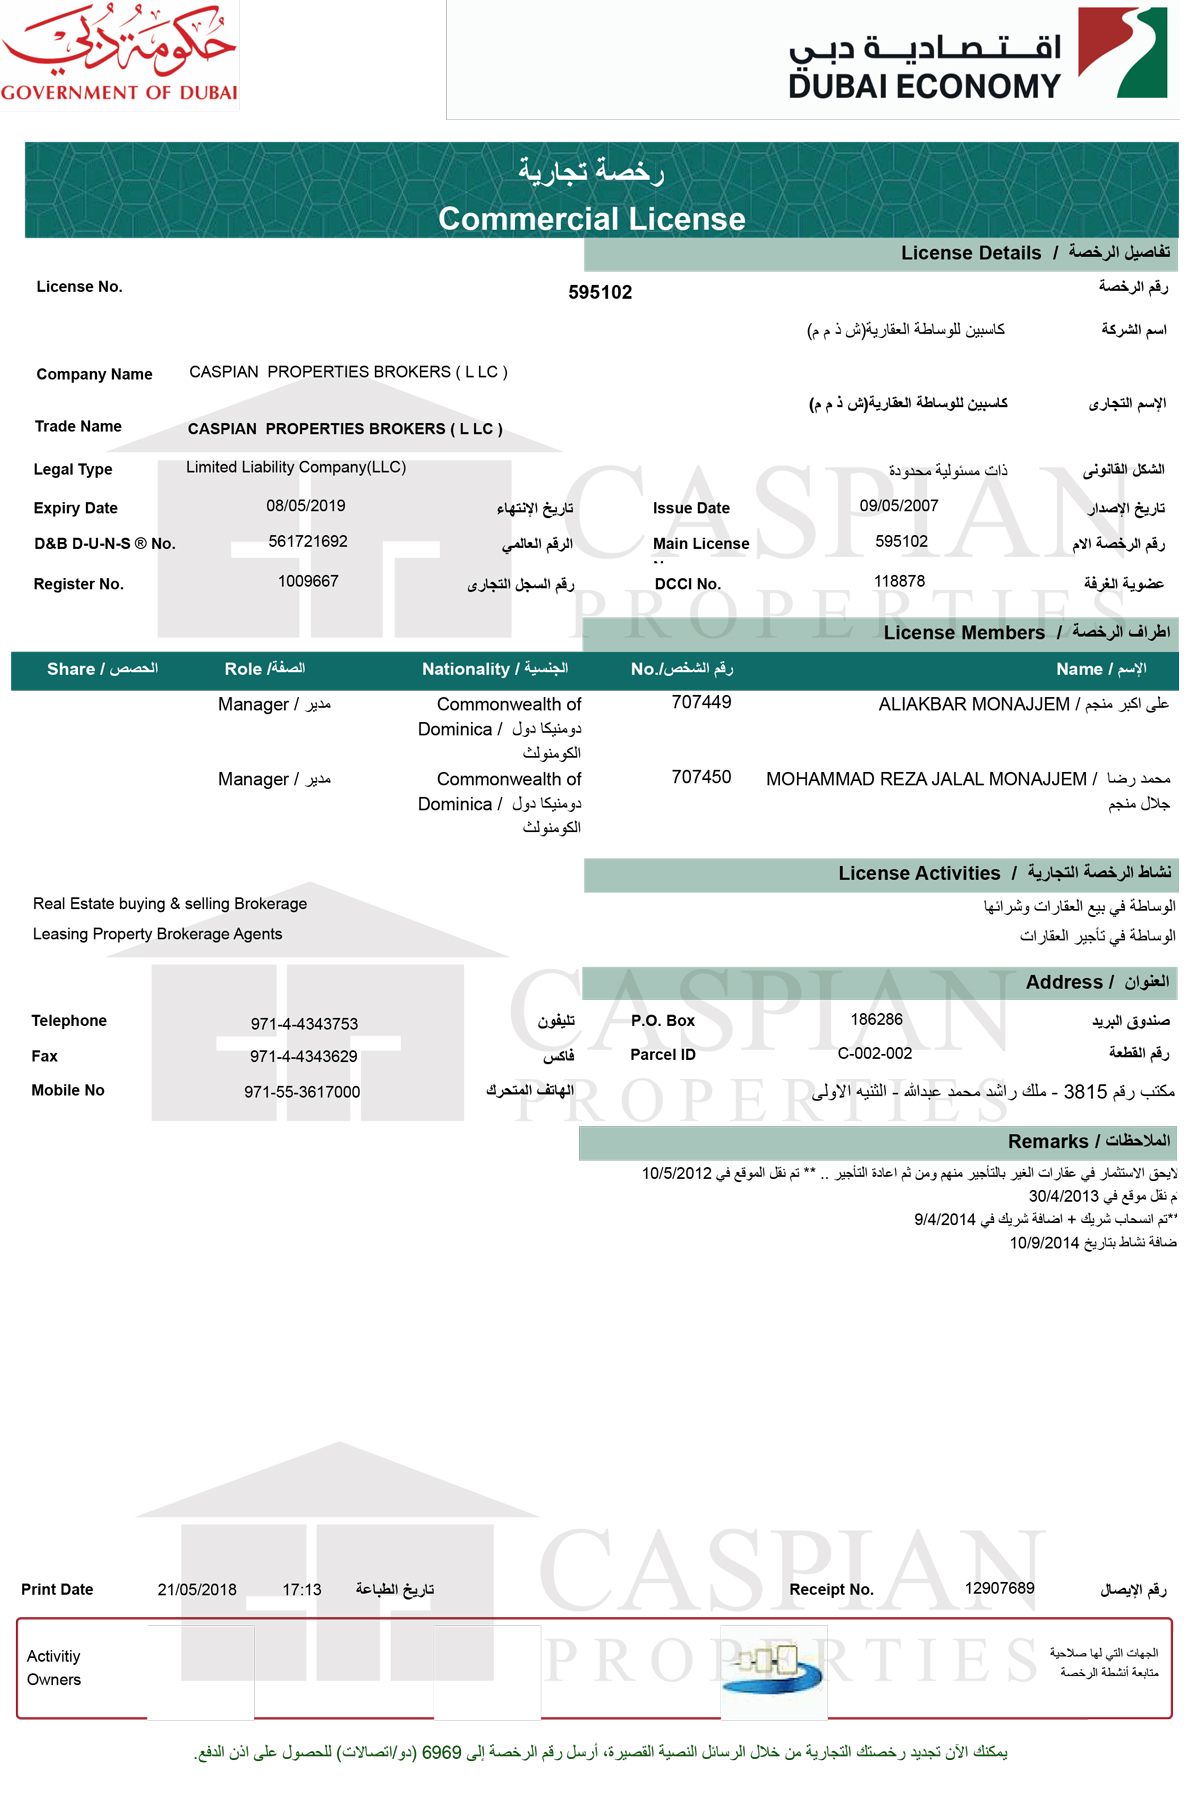 حكومة دبي
GOVERNMENT OF DUBAI
اقتصادية دبي
DUBAI ECONOMY
رخصة تجارية
Commercial License
License Details / تفاصيل الرخصة
License No. 595102 رقم الرخصة
كاسبين للوساطة العقارية(ش ذ م م) اسم الشركة
Company Name CASPIAN PROPERTIES BROKERS ( L LC )
كاسبين للوساطة العقارية(ش ذ م م) الإسم التجارى
Trade Name CASPIAN PROPERTIES BROKERS ( L LC )
Legal Type Limited Liability Company(LLC) ذات مسئولية محدودة الشكل القانونى
Expiry Date 08/05/2019 تاريخ الإنتهاء Issue Date 09/05/2007 تاريخ الإصدار
D&B D-U-N-S ® No. 561721692 الرقم العالمي Main License 595102 رقم الرخصة الام
Register No. 1009667 رقم السجل التجارى DCCI No. 118878 عضوية الغرفة
CASPIAN
PROPERTIES
License Members / اطراف الرخصة
Share / الحصص Role /الصفة Nationality / الجنسية No./رقم الشخص Name / الإسم
Manager / مدير Commonwealth of 707449 ALIAKBAR MONAJJEM / على اكبر منجم
Dominica / دومنيكا دول
الكومنولث
Manager / مدير Commonwealth of 707450 MOHAMMAD REZA JALAL MONAJJEM / محمد رضا
Dominica / دومنيكا دول جلال منجم
الكومنولث
License Activities / نشاط الرخصة التجارية
Real Estate buying & selling Brokerage الوساطة في بيع العقارات وشرائها
Leasing Property Brokerage Agents الوساطة في تأجير العقارات
Address / العنوان
Telephone 971-4-4343753 تليفون P.O. Box 186286 صندوق البريد
Fax 971-4-4343629 فاكس Parcel ID C-002-002 رقم القطعة
Mobile No 971-55-3617000 الهاتف المتحرك مكتب رقم 3815 - ملك راشد محمد عبدالله - الثنيه الاولى
CASPIAN
PROPERTIES
Remarks / الملاحظات
لايحق الاستثمار في عقارات الغير بالتأجير منهم ومن ثم اعادة التأجير .. ** تم نقل الموقع في 10/5/2012
م نقل موقع في 30/4/2013
**تم انسحاب شريك + اضافة شريك في 9/4/2014
ضافة نشاط بتاريخ 10/9/2014
CASPIAN
PROPERTIES
Print Date 21/05/2018 17:13 تاريخ الطباعة Receipt No. 12907689 رقم الإيصال
Activitiy الجهات التي لها صلاحية
Owners متابعة أنشطة الرخصة
يمكنك الآن تجديد رخصتك التجارية من خلال الرسائل النصية القصيرة، أرسل رقم الرخصة إلى 6969 (دو/اتصالات) للحصول على اذن الدفع.